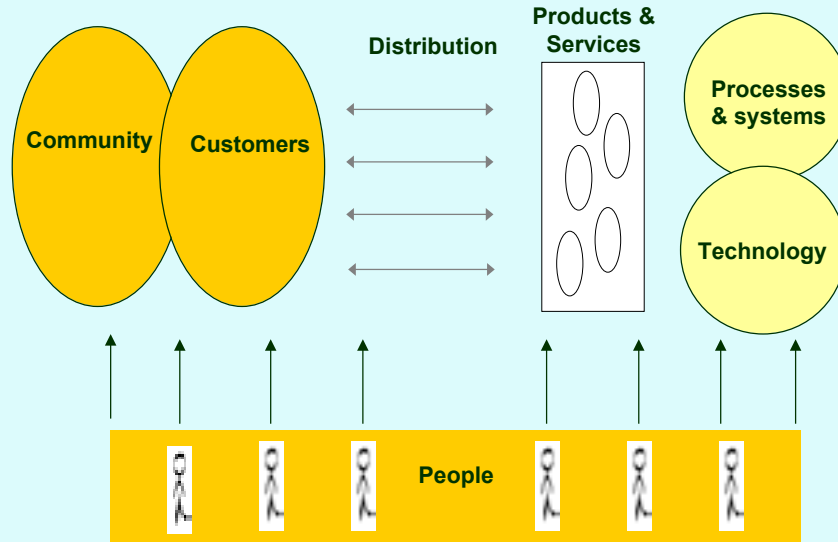 Community
Customers
Distribution
Products &
Services
Processes
& systems
Technology
People